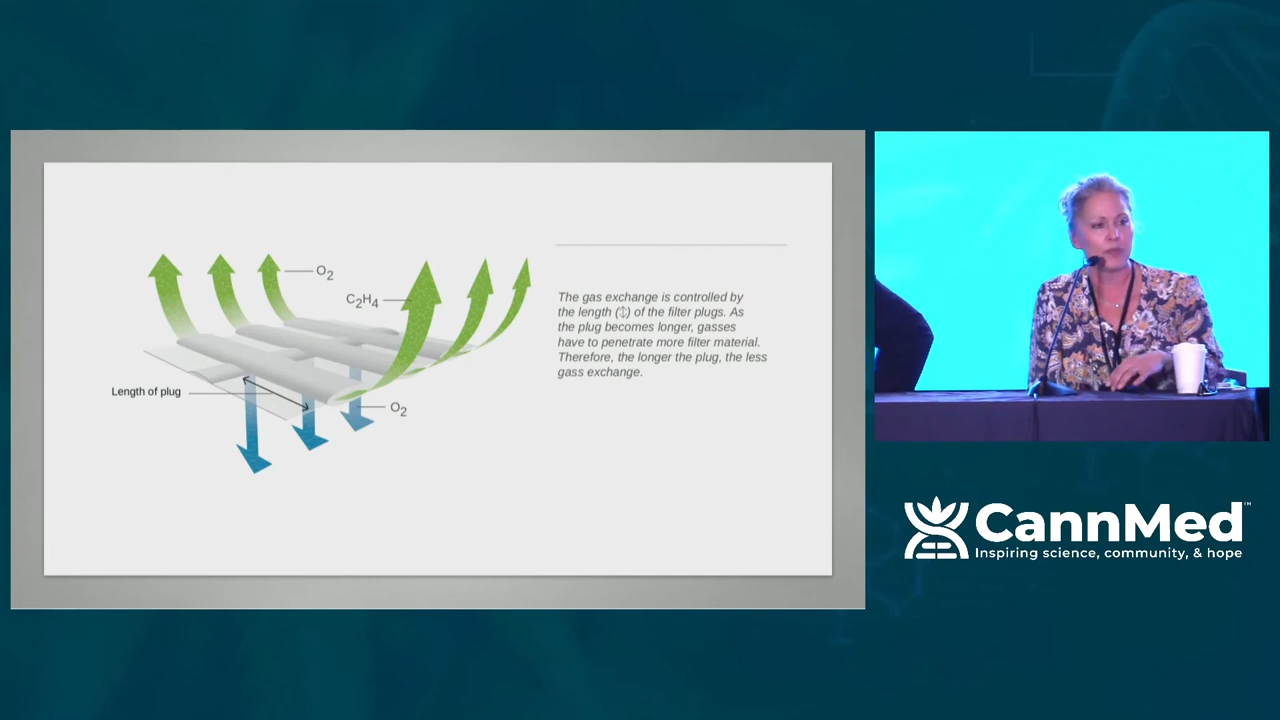 O2
C2H4
Length of plug
O2
The gas exchange is controlled by
the length (↕) of the filter plugs. As
the plug becomes longer, gasses
have to penetrate more filter material.
Therefore, the longer the plug, the less
gass exchange.
CannMed™
Inspiring science, community, & hope